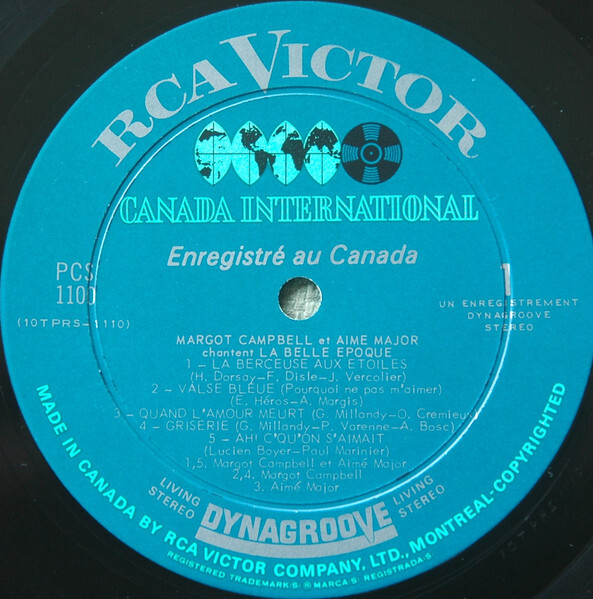 RCA VICTOR
CANADA INTERNATIONAL
Enregistré au Canada
PCS
1100
(10TPRS-1110)
UN ENREGISTREMENT
DYNAGROOVE
STEREO
MARGOT CAMPBELL et AIME MAJOR
chantent LA BELLE EPOQUE
1 – LA BERCEUSE AUX ETOILES
(H. Dorsay–F. Disle–J. Vercolier)
2 – VALSE BLEUE (Pourquoi ne pas m'aimer)
(E. Héros–A. Margis)
3 – QUAND L'AMOUR MEURT (G. Millandy–O. Cremieux)
4 – GRISERIE (G. Millandy–P. Varenne–A. Bosc)
5 – AH! C'QU'ON S'AIMAIT
(Lucien Boyer–Paul Marinier)
1,5. Margot Campbell et Aimé Major
2,4. Margot Campbell
3. Aimé Major
LIVING
STEREO
DYNAGROOVE
LIVING
STEREO
MADE IN CANADA BY RCA VICTOR COMPANY, LTD., MONTREAL-COPYRIGHTED
REGISTERED TRADEMARK·S· ® MARCA·S· REGISTRADA·S